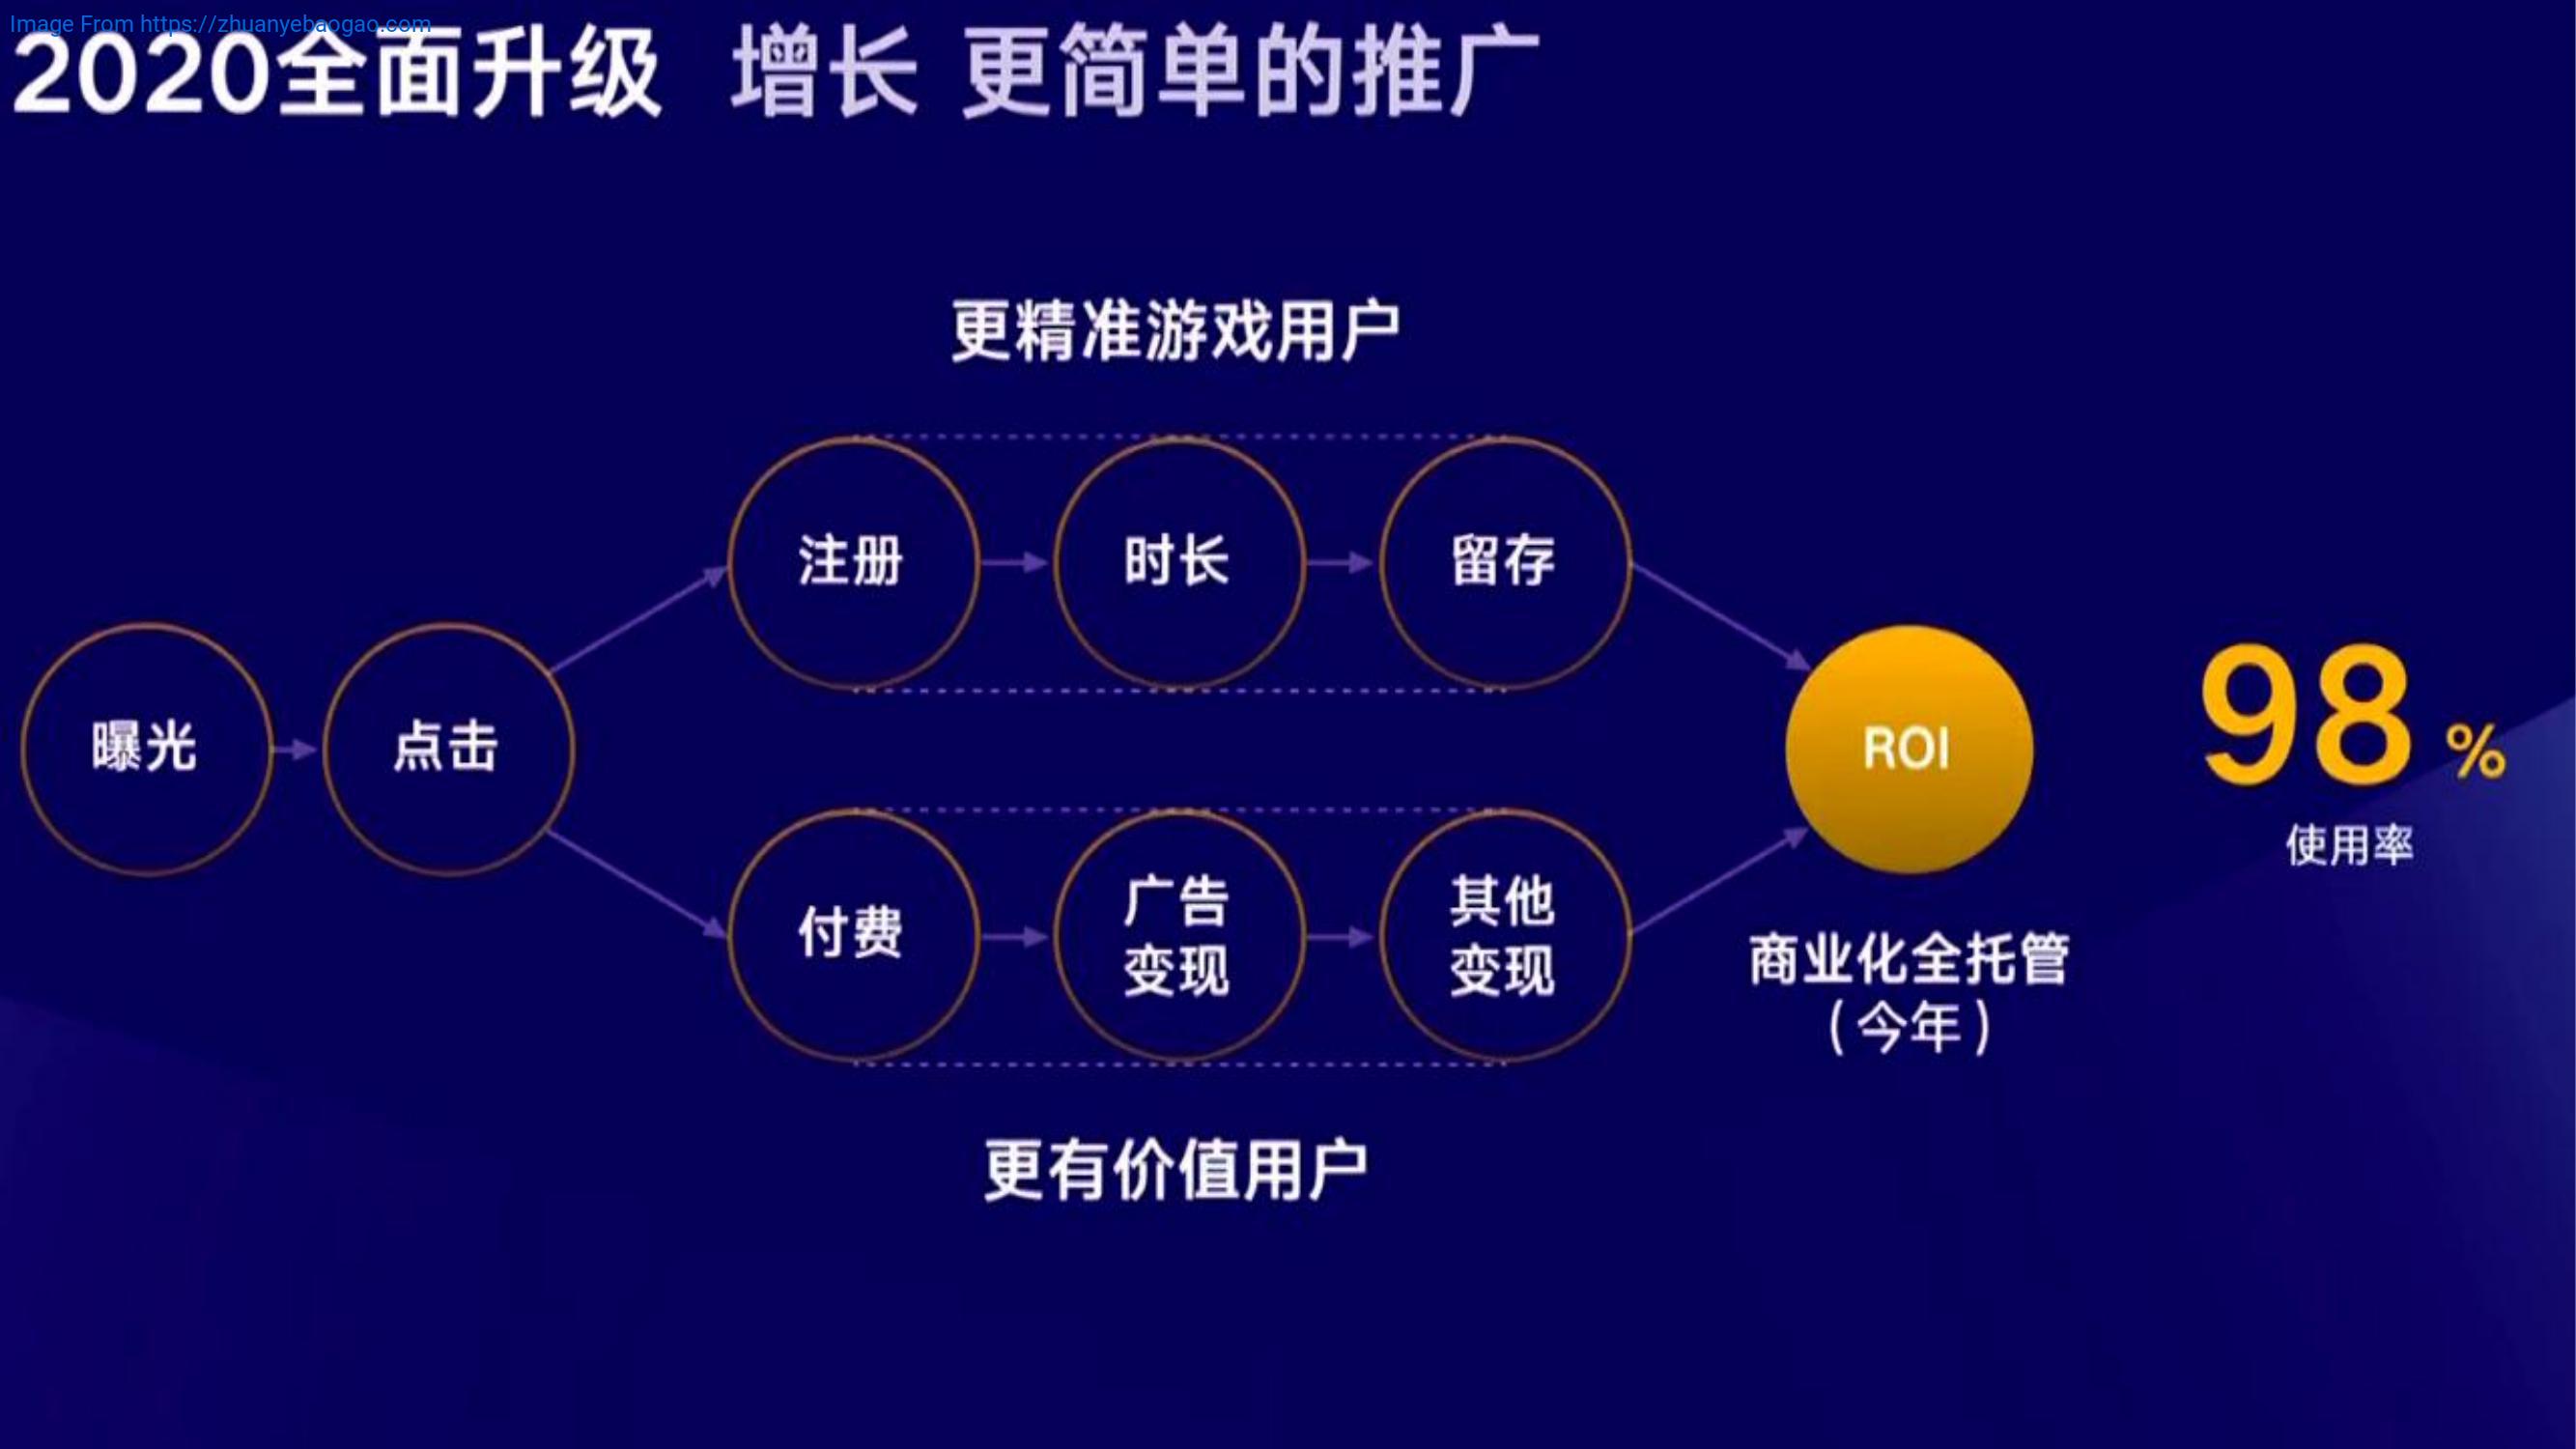 Image From https://zhuanyebaogao.com
2020全面升级 增长 更简单的推广
更精准游戏用户
注册
时长
留存
曝光
点击
ROI
98 %
使用率
付费
广告
变现
其他
变现
商业化全托管
(今年)
更有价值用户